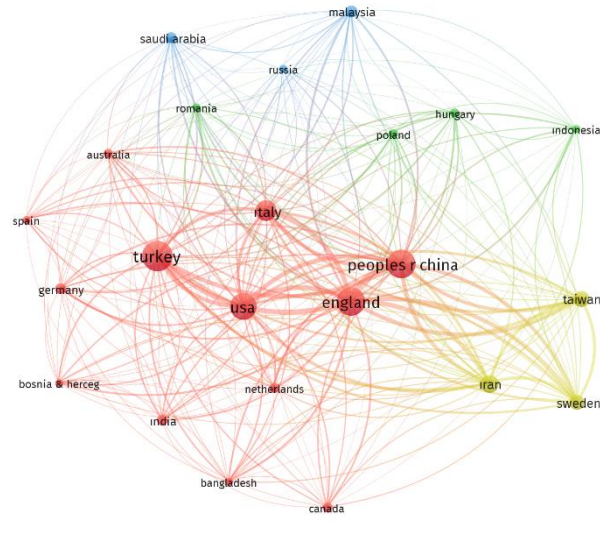 malaysia
saudi arabia
russia
romania
hungary
poland
indonesia
australia
italy
spain
turkey
peoples r china
germany
usa
england
taiwan
bosnia & herceg
netherlands
iran
sweden
india
bangladesh
canada